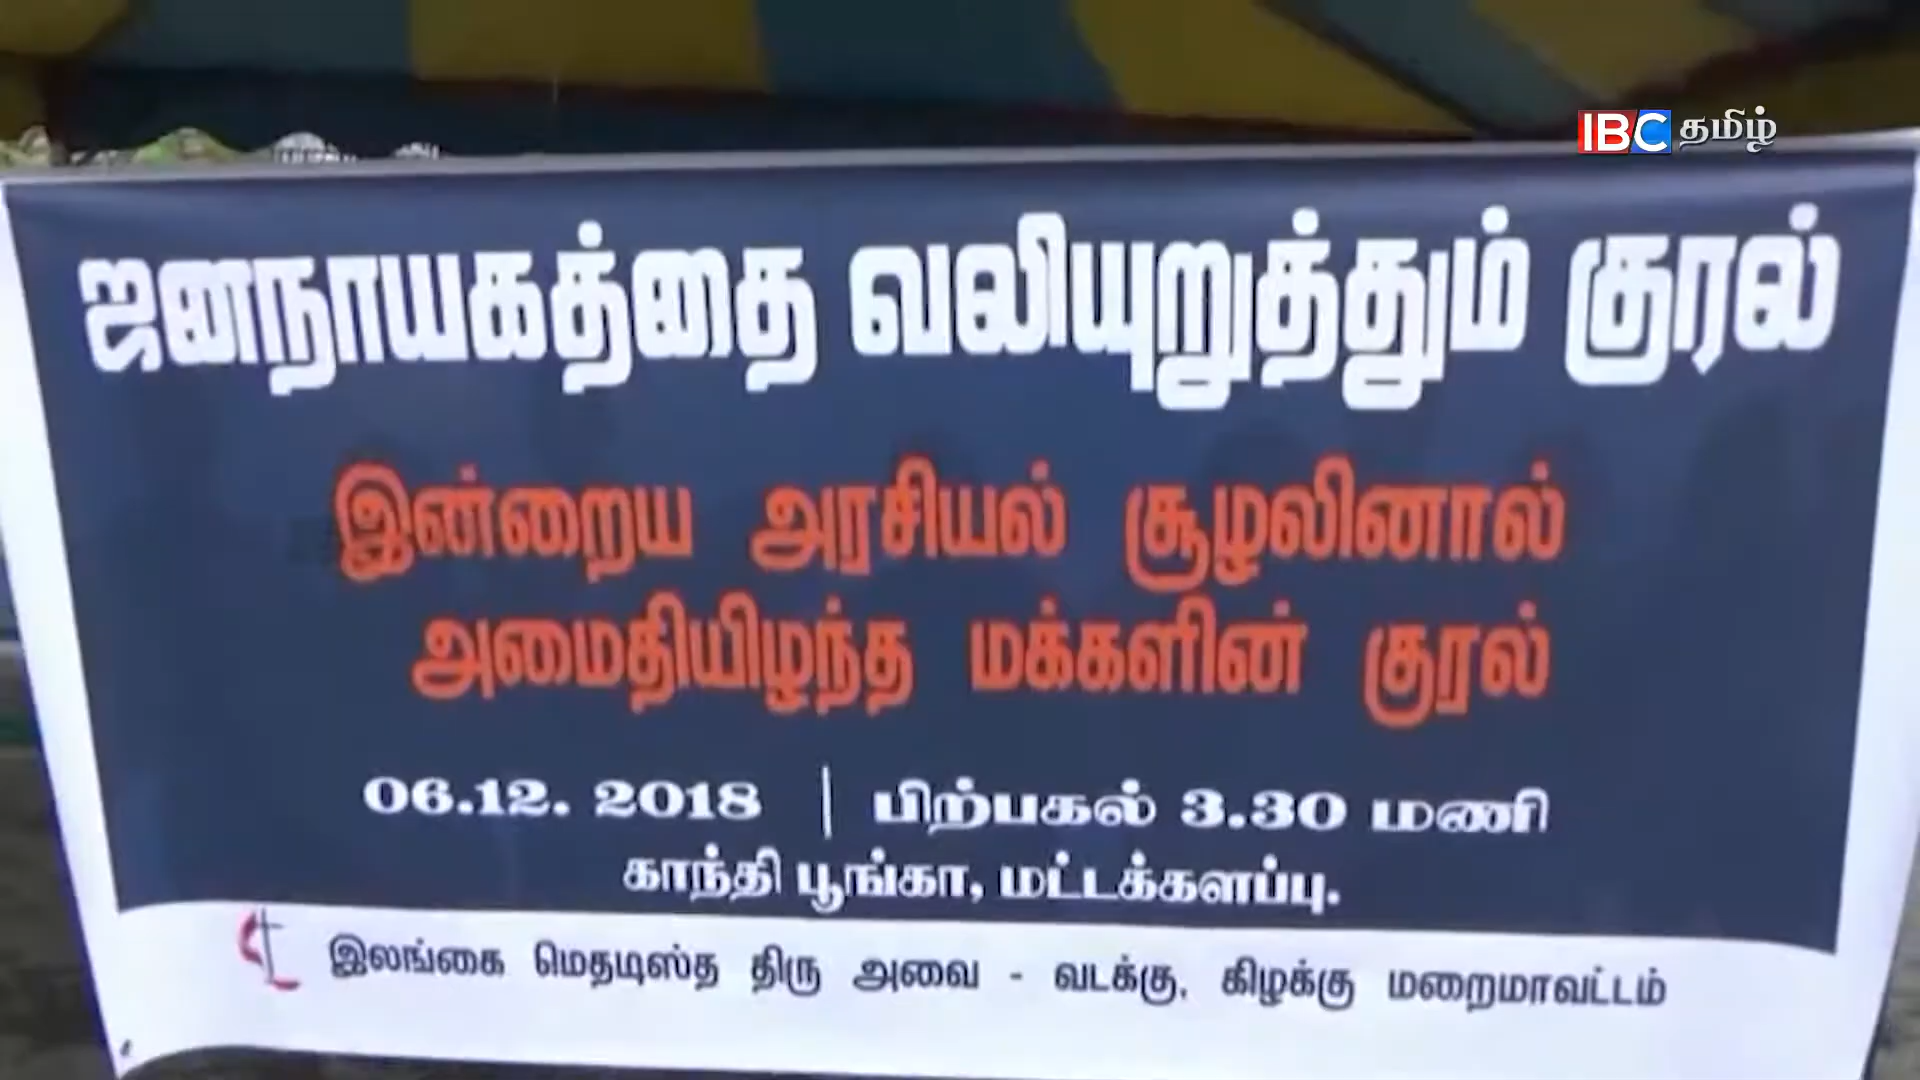 IBC தமிழ்
ஜனநாயகத்தை வலியுறுத்தும் குரல்
இன்றைய அரசியல் சூழலினால்
அமைதியிழந்த மக்களின் குரல்
06.12. 2018 | பிற்பகல் 3.30 மணி
காந்தி பூங்கா, மட்டக்களப்பு.
இலங்கை மெதடிஸ்த திரு அவை - வடக்கு, கிழக்கு மறைமாவட்டம்